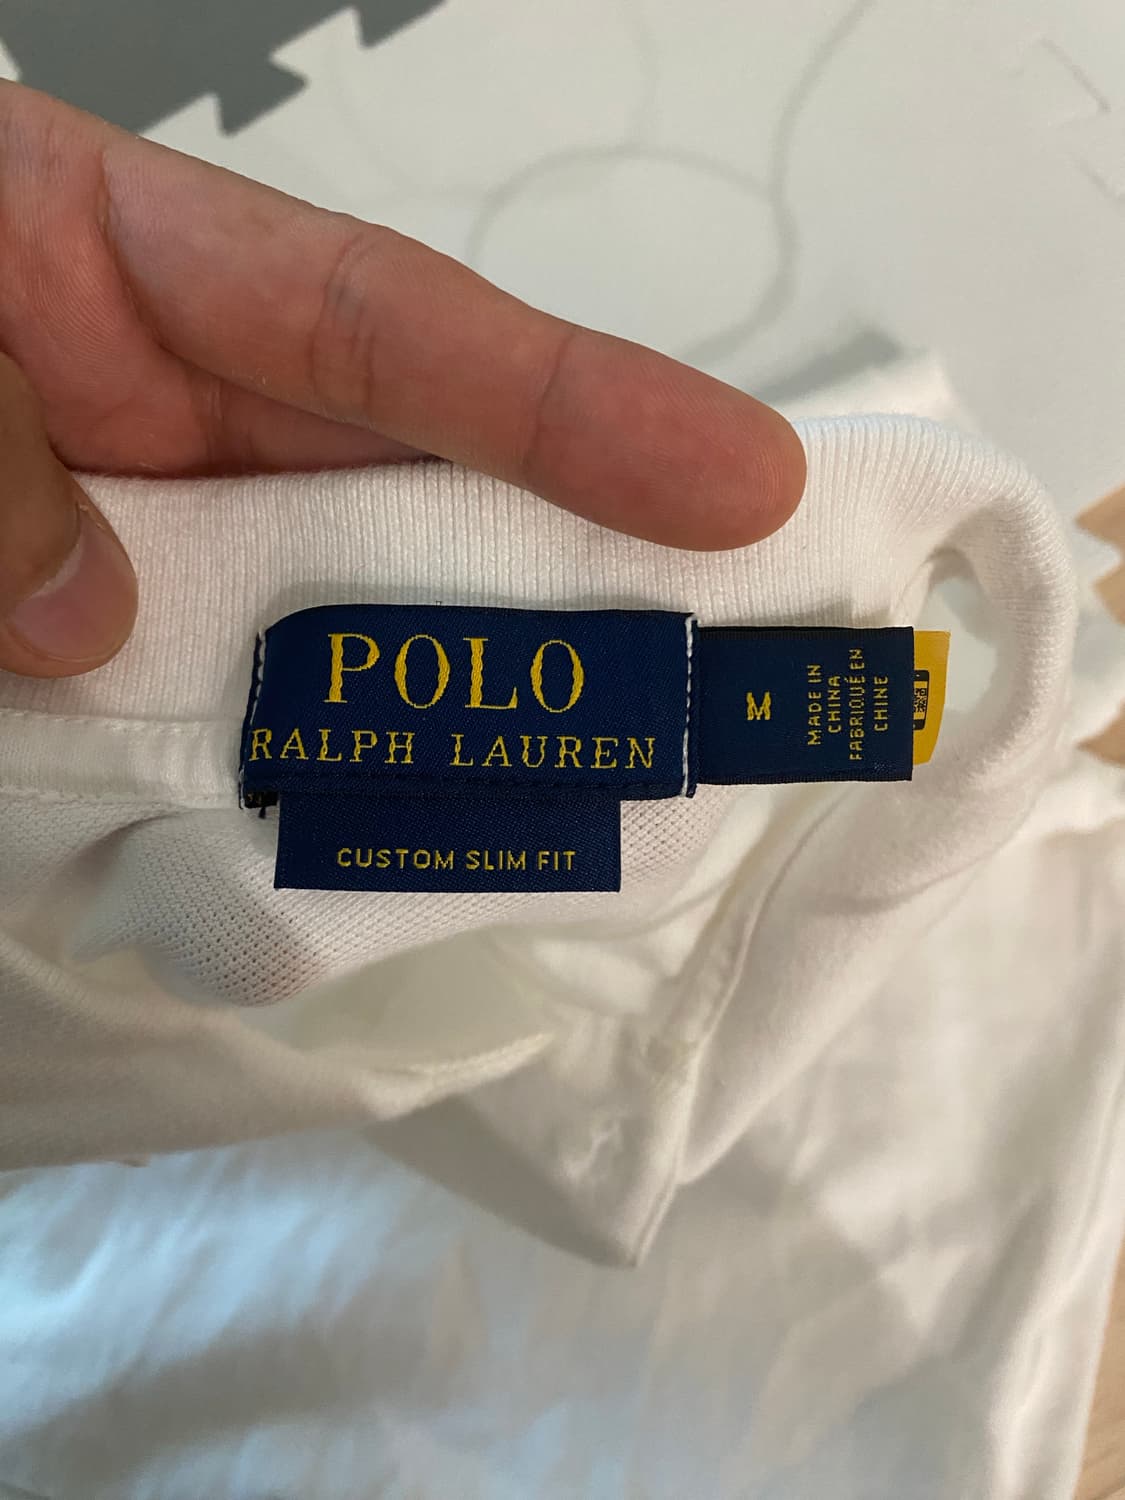 POLO
RALPH LAUREN
CUSTOM SLIM FIT
M
MADE IN
CHINA
FABRIQUÉ EN
CHINE